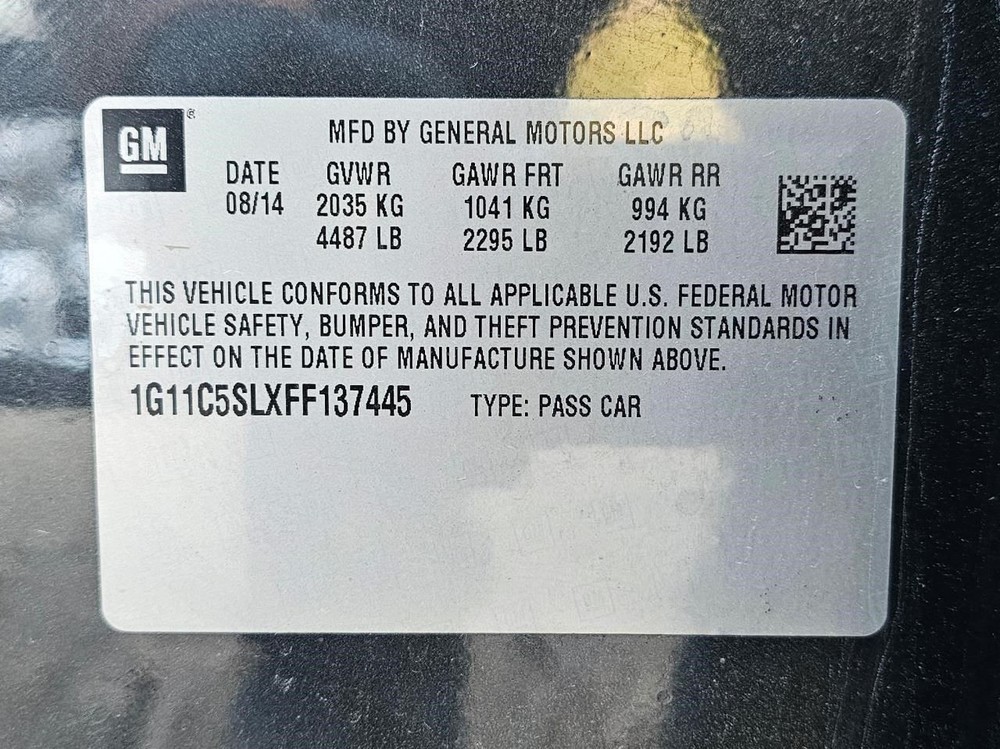 GM ®
MFD BY GENERAL MOTORS LLC
DATE GVWR GAWR FRT GAWR RR
08/14 2035 KG 1041 KG 994 KG
4487 LB 2295 LB 2192 LB
THIS VEHICLE CONFORMS TO ALL APPLICABLE U.S. FEDERAL MOTOR
VEHICLE SAFETY, BUMPER, AND THEFT PREVENTION STANDARDS IN
EFFECT ON THE DATE OF MANUFACTURE SHOWN ABOVE.
1G11C5SLXFF137445 TYPE: PASS CAR